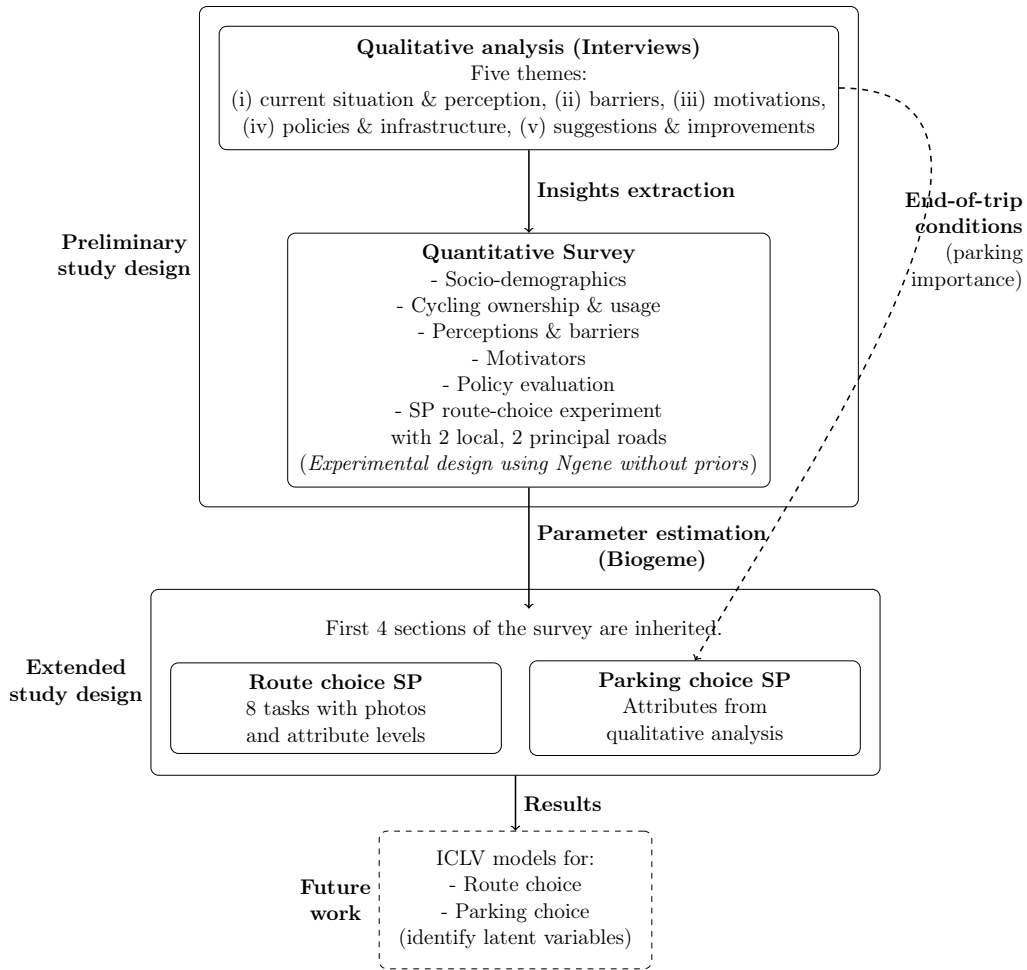 Qualitative analysis (Interviews)
Five themes:
(i) current situation & perception, (ii) barriers, (iii) motivations,
(iv) policies & infrastructure, (v) suggestions & improvements
Insights extraction
End-of-trip
conditions
(parking
importance)
Preliminary
study design
Quantitative Survey
- Socio-demographics
- Cycling ownership & usage
- Perceptions & barriers
- Motivators
- Policy evaluation
- SP route-choice experiment
with 2 local, 2 principal roads
(Experimental design using Ngene without priors)
Parameter estimation
(Biogeme)
Extended
study design
First 4 sections of the survey are inherited.
Route choice SP
8 tasks with photos
and attribute levels
Parking choice SP
Attributes from
qualitative analysis
Results
Future
work
ICLV models for:
- Route choice
- Parking choice
(identify latent variables)